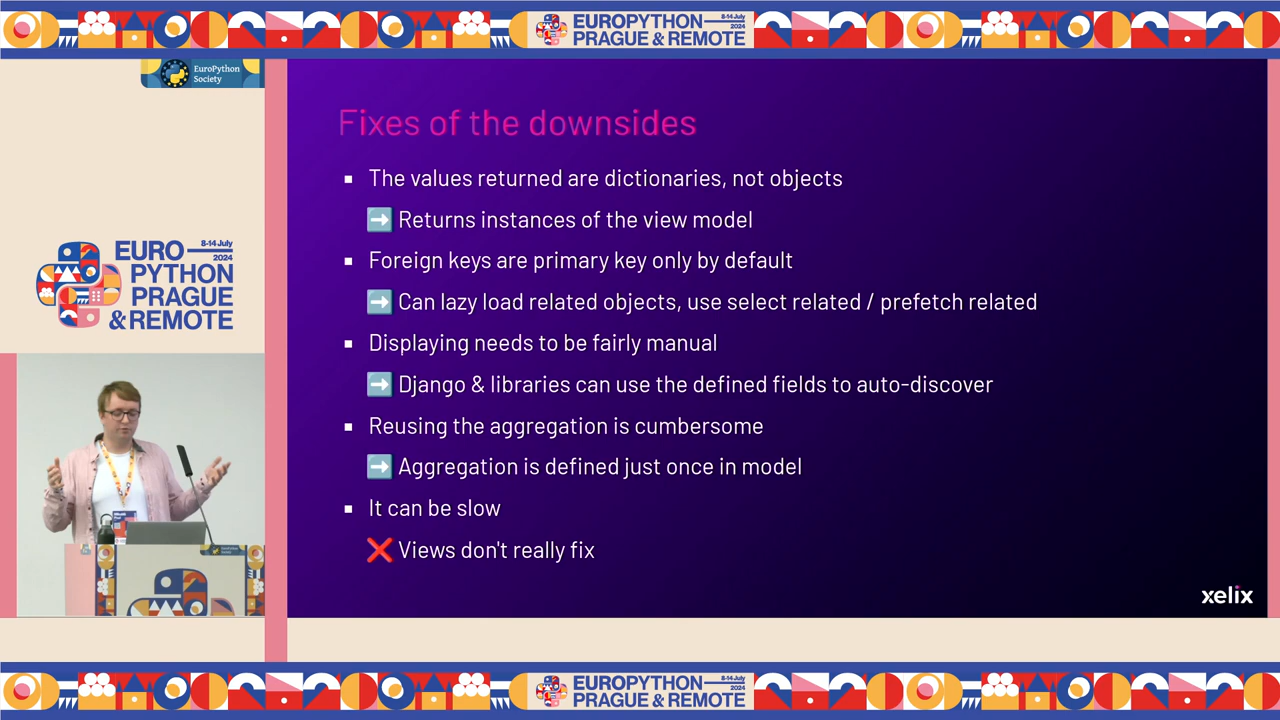 EUROPYTHON
8-14 July
2024
PRAGUE & REMOTE
EuroPython
Society
Fixes of the downsides
The values returned are dictionaries, not objects
➡️ Returns instances of the view model
Foreign keys are primary key only by default
➡️ Can lazy load related objects, use select related / prefetch related
Displaying needs to be fairly manual
➡️ Django & libraries can use the defined fields to auto-discover
Reusing the aggregation is cumbersome
➡️ Aggregation is defined just once in model
It can be slow
❌ Views don't really fix
xelix
EURO
8-14 July
2024
PYTHON
PRAGUE
& REMOTE
EUROPYTHON
8-14 July
2024
PRAGUE & REMOTE